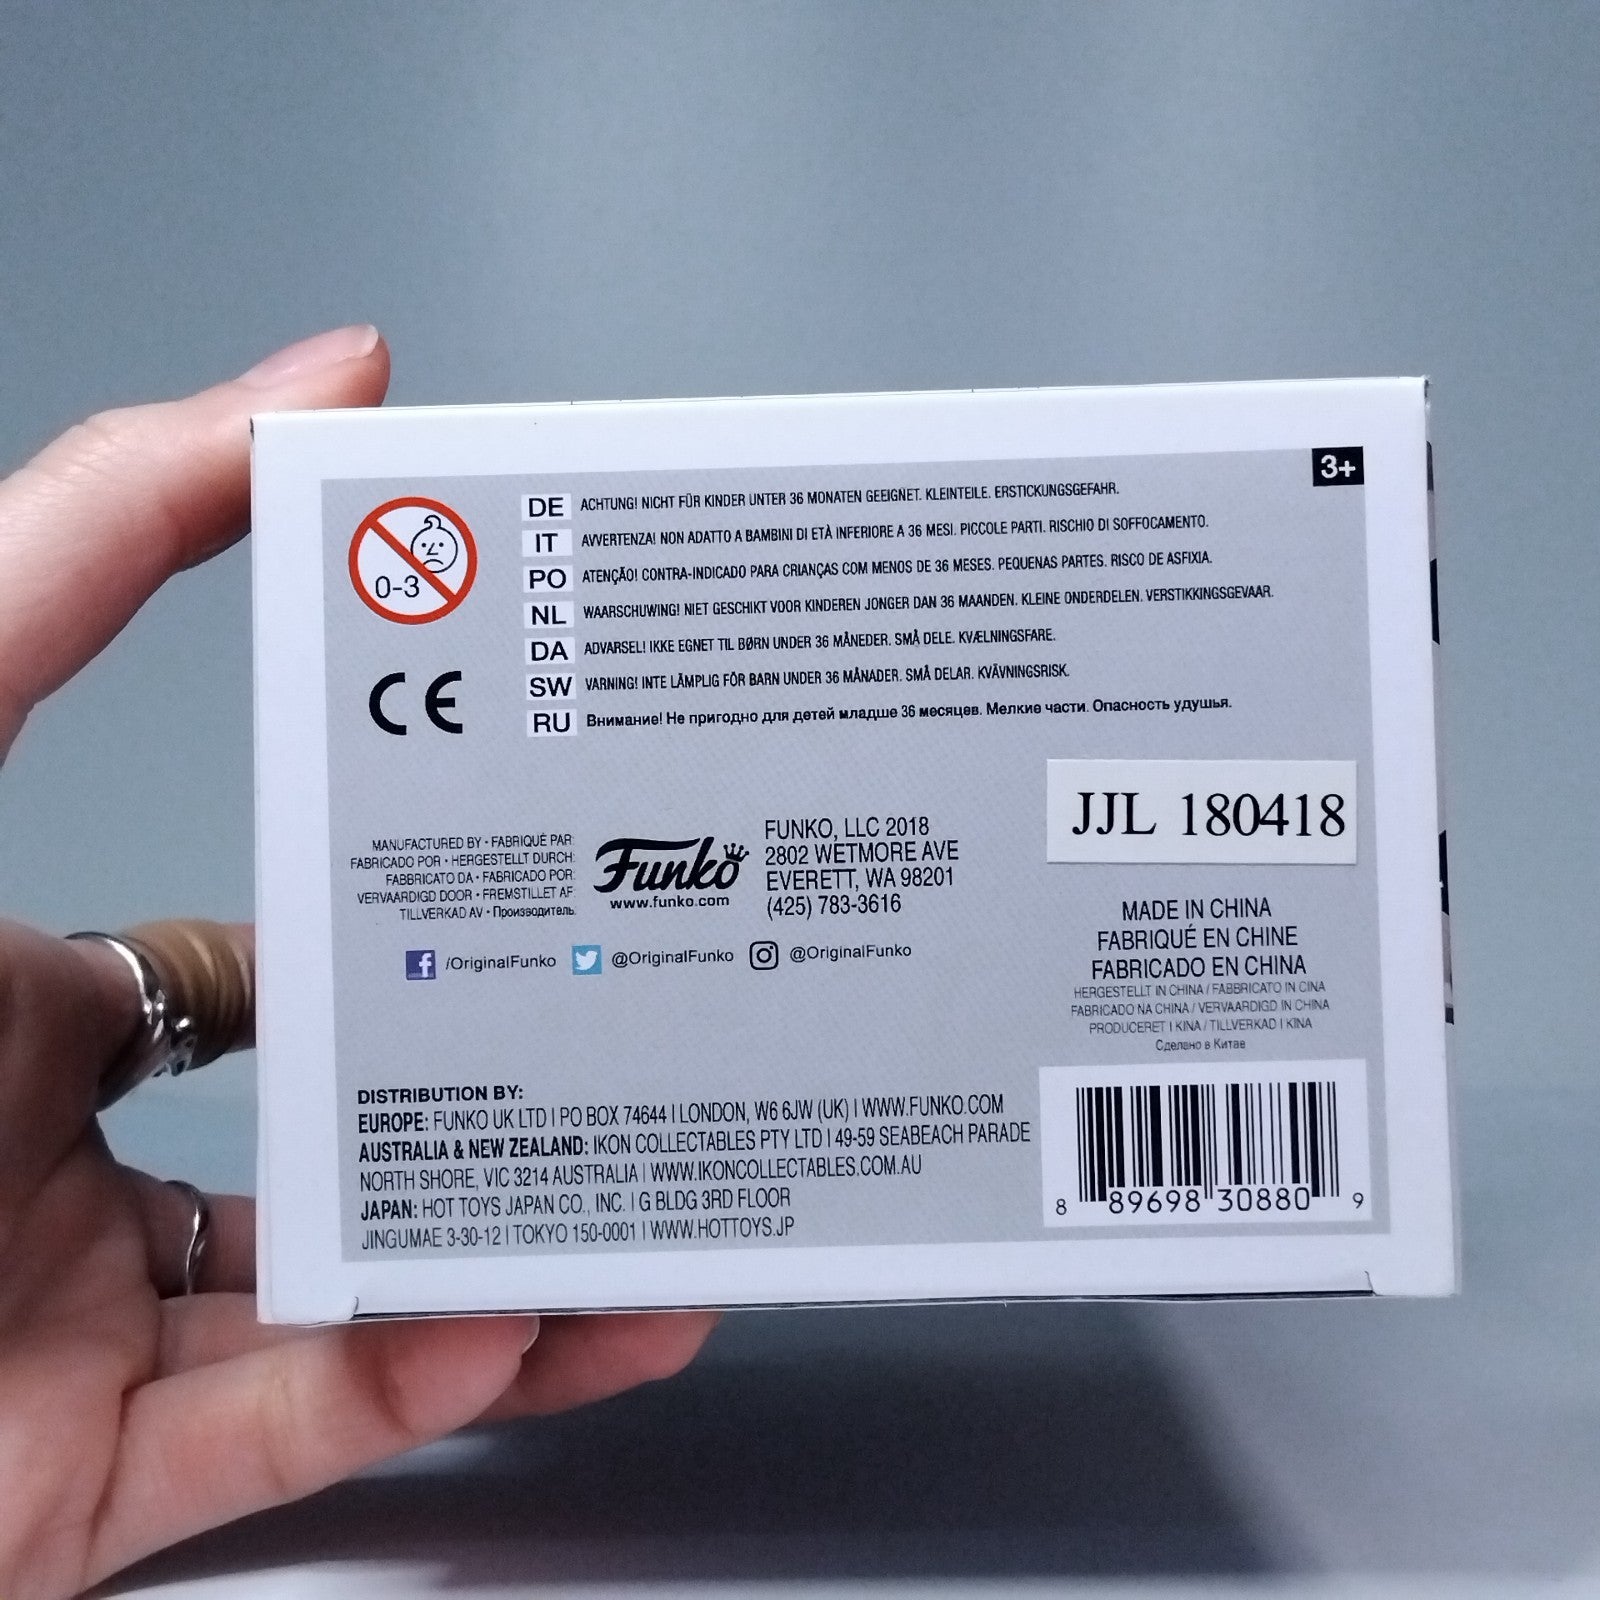 3+
0-3
DE ACHTUNG! NICHT FÜR KINDER UNTER 36 MONATEN GEEIGNET. KLEINTEILE. ERSTICKUNGSGEFAHR.
IT AVVERTENZA! NON ADATTO A BAMBINI DI ETÀ INFERIORE A 36 MESI. PICCOLE PARTI. RISCHIO DI SOFFOCAMENTO.
PO ATENÇÃO! CONTRA-INDICADO PARA CRIANÇAS COM MENOS DE 36 MESES. PEQUENAS PARTES. RISCO DE ASFIXIA.
NL WAARSCHUWING! NIET GESCHIKT VOOR KINDEREN JONGER DAN 36 MAANDEN. KLEINE ONDERDELEN. VERSTIKKINGSGEVAAR.
DA ADVARSEL! IKKE EGNET TIL BØRN UNDER 36 MÅNEDER. SMÅ DELE. KVÆLNINGSFARE.
SW VARNING! INTE LÄMPLIG FÖR BARN UNDER 36 MÅNADER. SMÅ DELAR. KVÄVNINGSRISK.
RU Внимание! Не пригодно для детей младше 36 месяцев. Мелкие части. Опасность удушья.
CE
JJL 180418
MANUFACTURED BY • FABRIQUÉ PAR:
FABRICADO POR • HERGESTELLT DURCH:
FABBRICATO DA • FABRICADO POR:
VERVAARDIGD DOOR • FREMSTILLET AF:
TILLVERKAD AV • Производитель:
Funko
www.funko.com
FUNKO, LLC 2018
2802 WETMORE AVE
EVERETT, WA 98201
(425) 783-3616
f /OriginalFunko @OriginalFunko @OriginalFunko
MADE IN CHINA
FABRIQUÉ EN CHINE
FABRICADO EN CHINA
HERGESTELLT IN CHINA / FABBRICATO IN CINA
FABRICADO NA CHINA / VERVAARDIGD IN CHINA
PRODUCERET I KINA / TILLVERKAD I KINA
Сделано в Китае
DISTRIBUTION BY:
EUROPE: FUNKO UK LTD | PO BOX 74644 | LONDON, W6 6JW (UK) | WWW.FUNKO.COM
AUSTRALIA & NEW ZEALAND: IKON COLLECTABLES PTY LTD | 49-59 SEABEACH PARADE
NORTH SHORE, VIC 3214 AUSTRALIA | WWW.IKONCOLLECTABLES.COM.AU
JAPAN: HOT TOYS JAPAN CO., INC. | G BLDG 3RD FLOOR
JINGUMAE 3-30-12 | TOKYO 150-0001 | WWW.HOTTOYS.JP
8 89698 30880 9